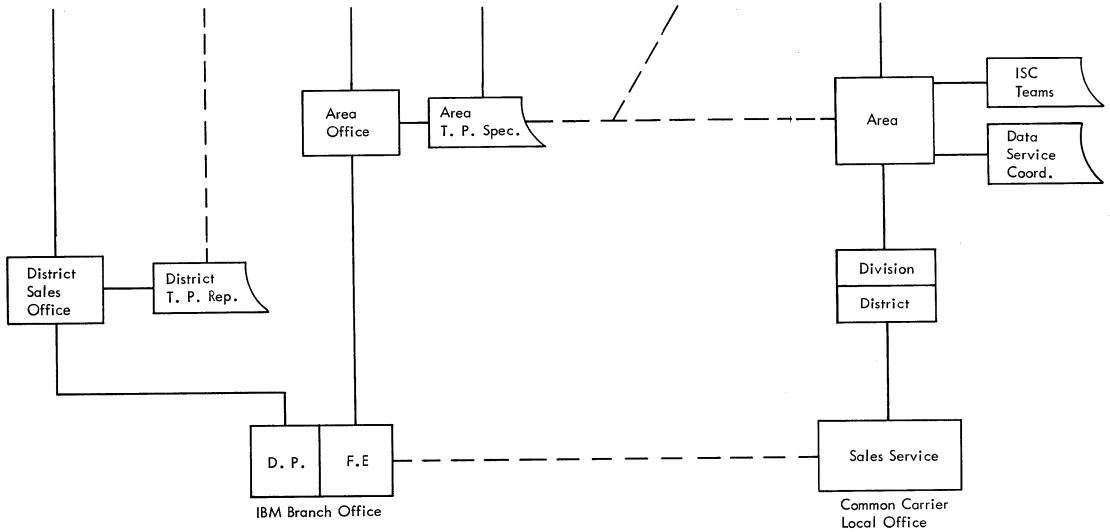 ISC
Teams
Area
Office
Area
T. P. Spec.
Area
Data
Service
Coord.
District
Sales
Office
District
T. P. Rep.
Division
District
D. P.
F.E
Sales Service
IBM Branch Office
Common Carrier
Local Office